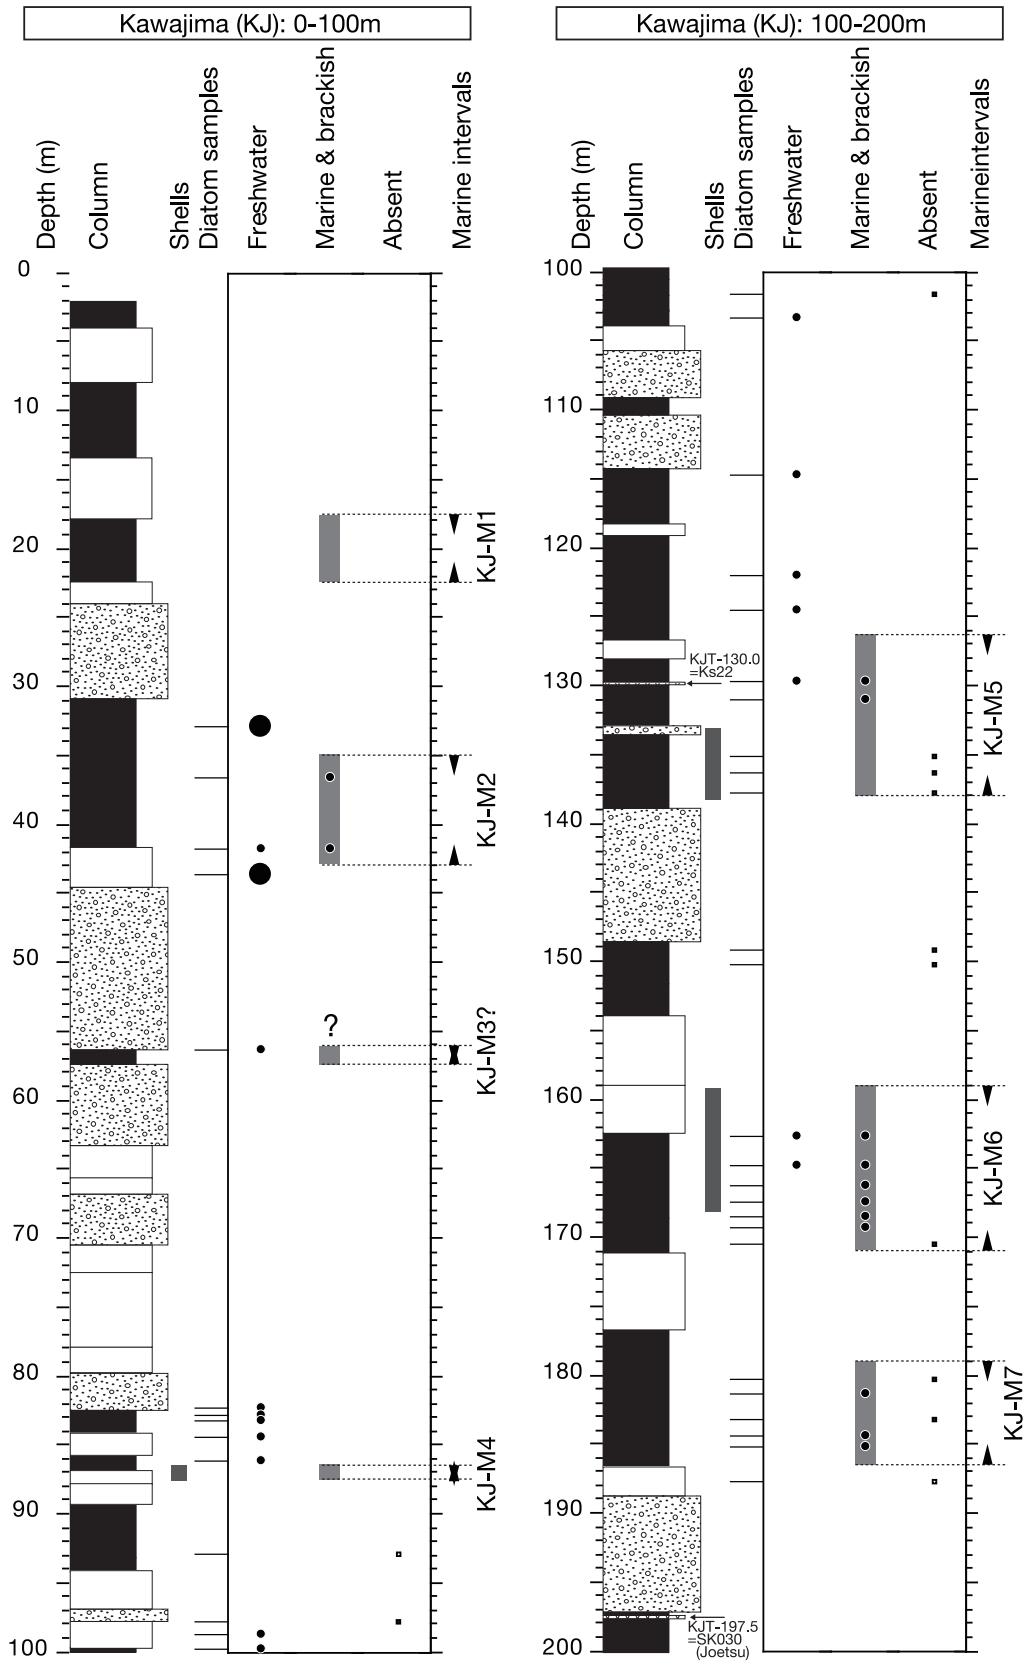 Kawajima (KJ): 0-100m
Depth (m)
Column
Shells
Diatom samples
Freshwater
Marine & brackish
Absent
Marine intervals
0
10
20
30
40
50
60
70
80
90
100
KJ-M1
KJ-M2
?
KJ-M3?
KJ-M4
Kawajima (KJ): 100-200m
Depth (m)
Column
Shells
Diatom samples
Freshwater
Marine & brackish
Absent
Marineintervals
100
110
120
130
140
150
160
170
180
190
200
KJT-130.0
=Ks22
KJ-M5
KJ-M6
KJ-M7
KJT-197.5
=SK030
(Joetsu)